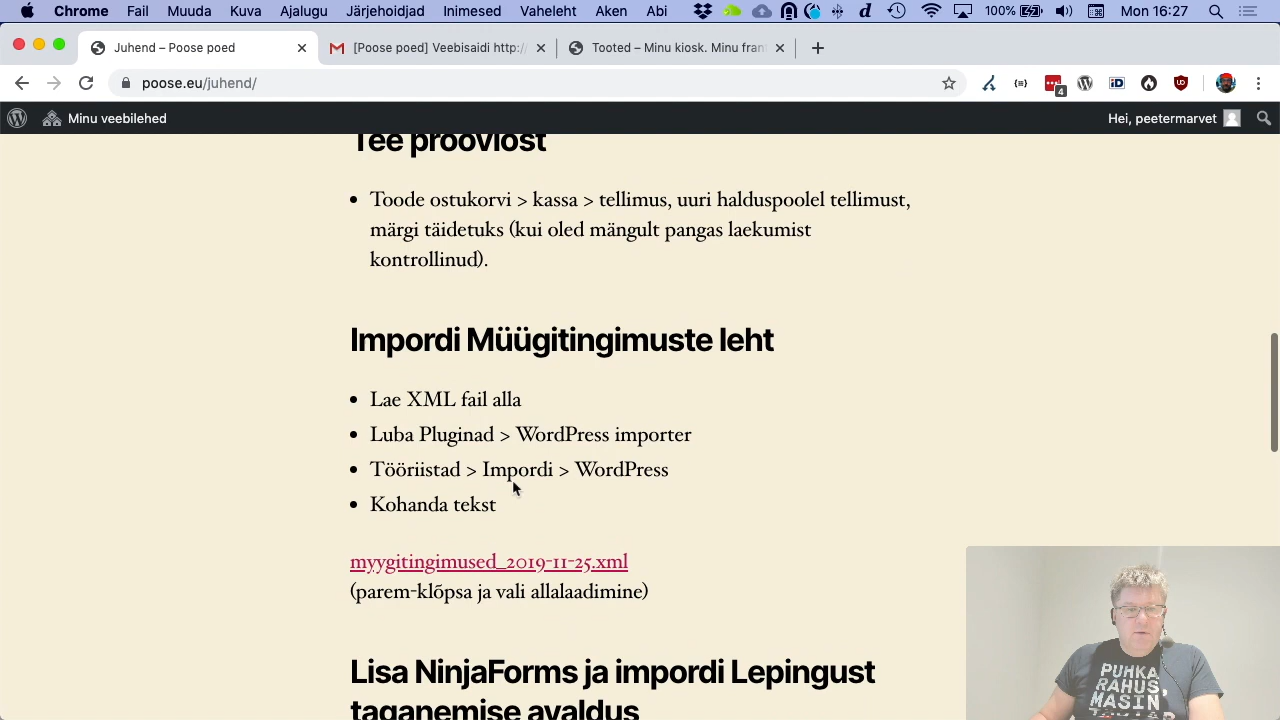 Chrome Fail Muuda Kuva Ajalugu Järjehoidjad Inimesed Vaheleht Aken Abi 100% Mon 16:27
Juhend – Poose poed
[Poose poed] Veebisaidi http:/
Tooted – Minu kiosk. Minu fran
poose.eu/juhend/
4
Minu veebilehed
Hei, peetermarvet
Tee proovlost
• Toode ostukorvi > kassa > tellimus, uuri halduspoolel tellimust,
märgi täidetuks (kui oled mängult pangas laekumist
kontrollinud).
Impordi Müügitingimuste leht
• Lae XML fail alla
• Luba Pluginad > WordPress importer
• Tööriistad > Impordi > WordPress
• Kohanda tekst
myygitingimused_2019-11-25.xml
(parem-klõpsa ja vali allalaadimine)
Lisa NinjaForms ja impordi Lepingust
taganemise avaldus
PUHKA
RAHUS,
MASIN